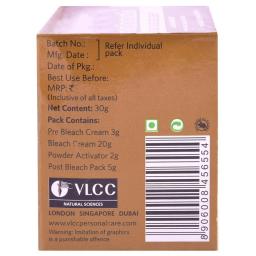 Batch No.:
Mfg. Date:
Refer Individual
pack
Date of Pkg.:
Best Use Before:
MRP: ₹
(Inclusive of all taxes)
Net Content: 30g
Pack Contains:
Pre Bleach Cream 3g
Bleach Cream 20g
Powder Activator 2g
Post Bleach Pack 5g
VLCC
NATURAL SCIENCES
LONDON SINGAPORE DUBAI
www.vlccpersonalcare.com
Warning: Imitation of graphics
is a punishable offence
8906008456554